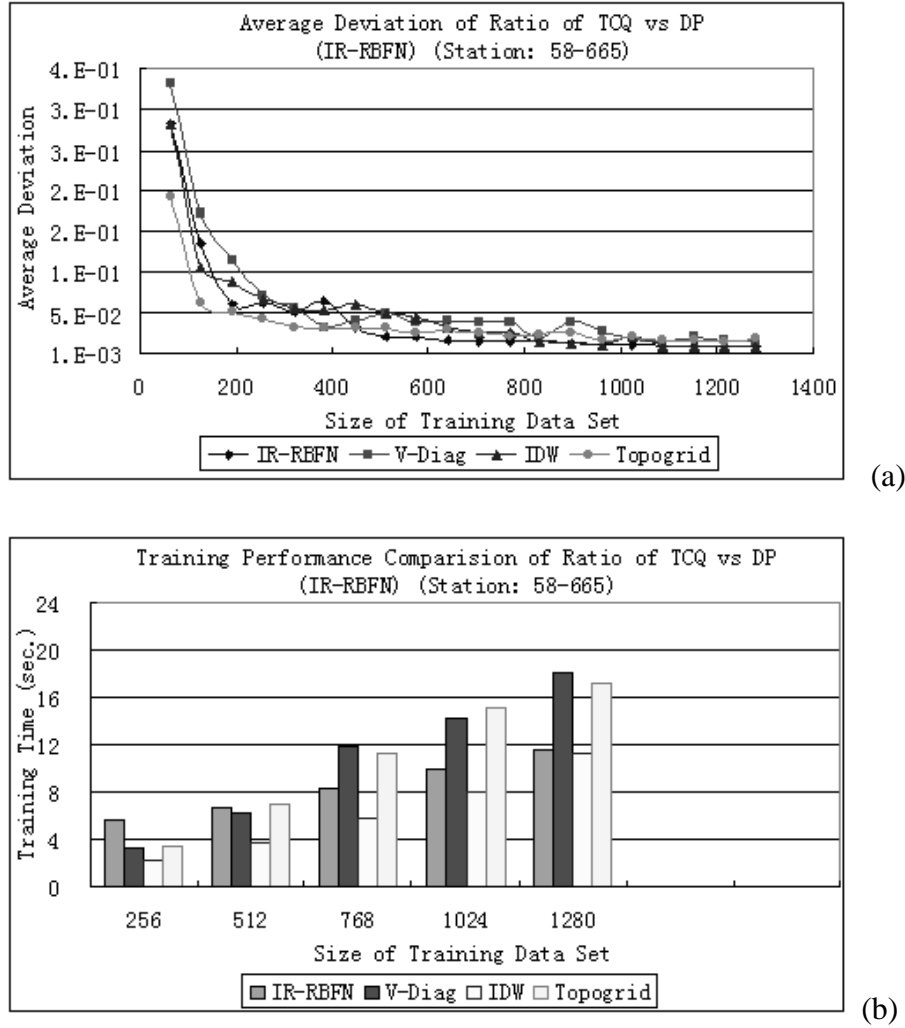 Average Deviation of Ratio of TCQ vs DP
(IR-RBFN) (Station: 58-665)
Average Deviation
4.E-01
3.E-01
3.E-01
2.E-01
2.E-01
1.E-01
5.E-02
1.E-03
0 200 400 600 800 1000 1200 1400
Size of Training Data Set
IR-RBFN V-Diag IDW Topogrid
(a)
Training Performance Comparision of Ratio of TCQ vs DP
(IR-RBFN) (Station: 58-665)
Training Time (sec.)
24
20
16
12
8
4
0
256 512 768 1024 1280
Size of Training Data Set
IR-RBFN V-Diag IDW Topogrid
(b)